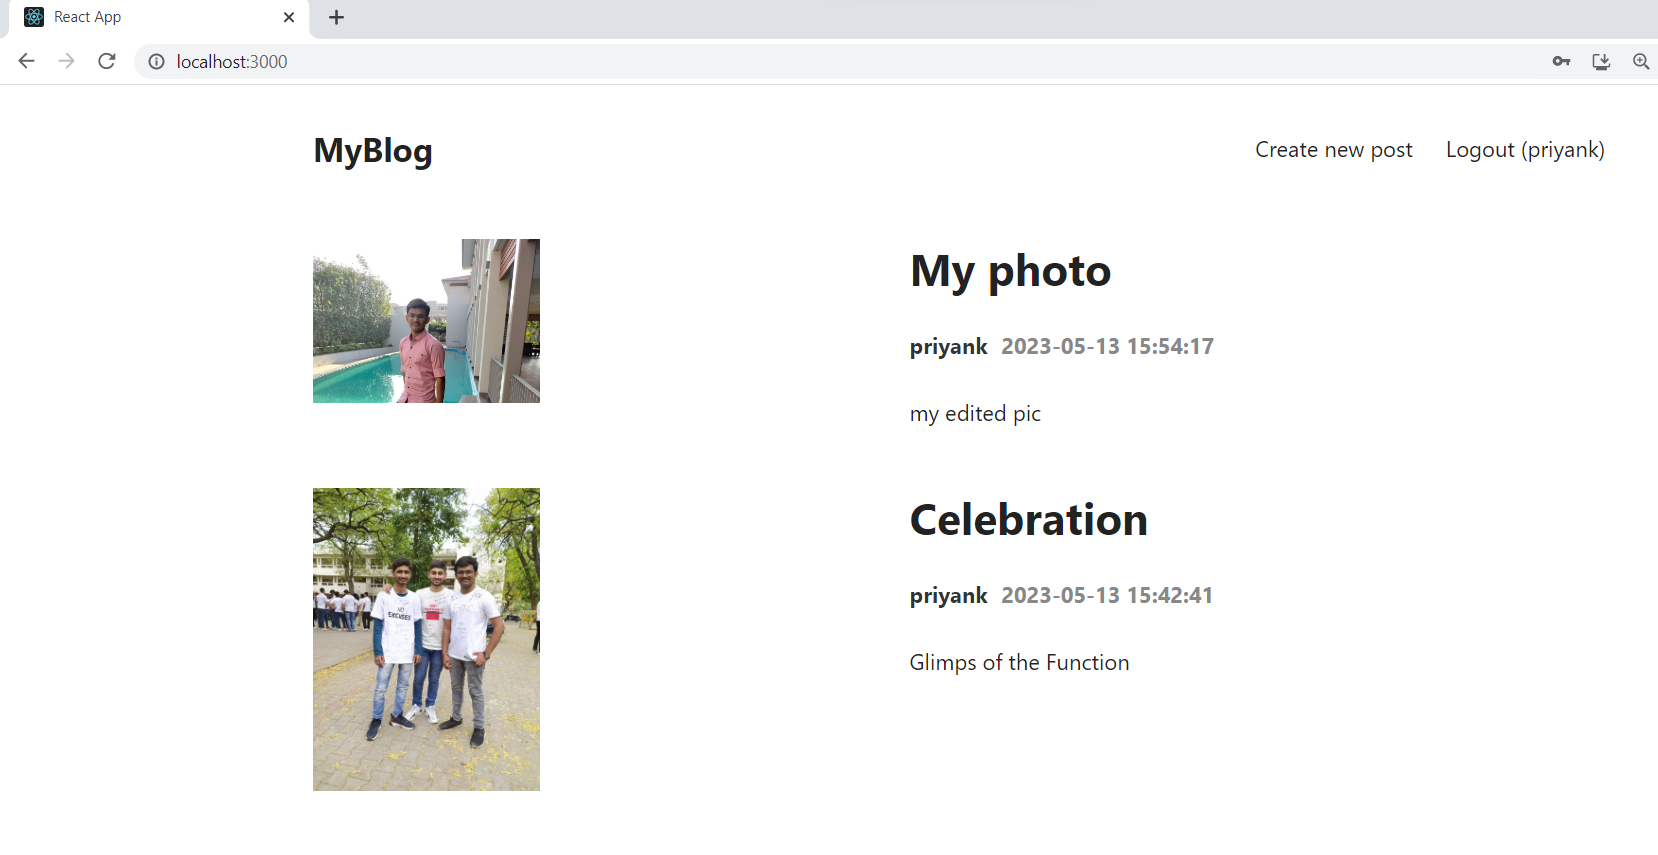 React App
localhost:3000
MyBlog
Create new post
Logout (priyank)
My photo
priyank 2023-05-13 15:54:17
my edited pic
EXCUSES
Celebration
priyank 2023-05-13 15:42:41
Glimps of the Function